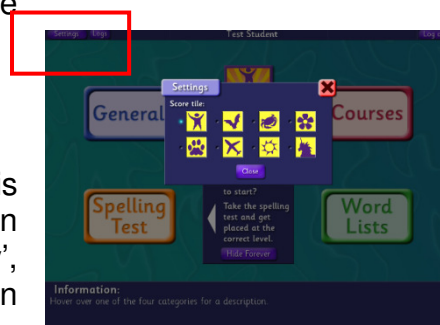 e
Settings Logs Test Student Log
Settings
Score tile:
Close
General
Courses
is
n
y',
n
to start?
Take the spelling
test and get
placed at the
correct level.
Hide Forever
Spelling
Test
Word
Lists
Information:
Hover over one of the four categories for a description.